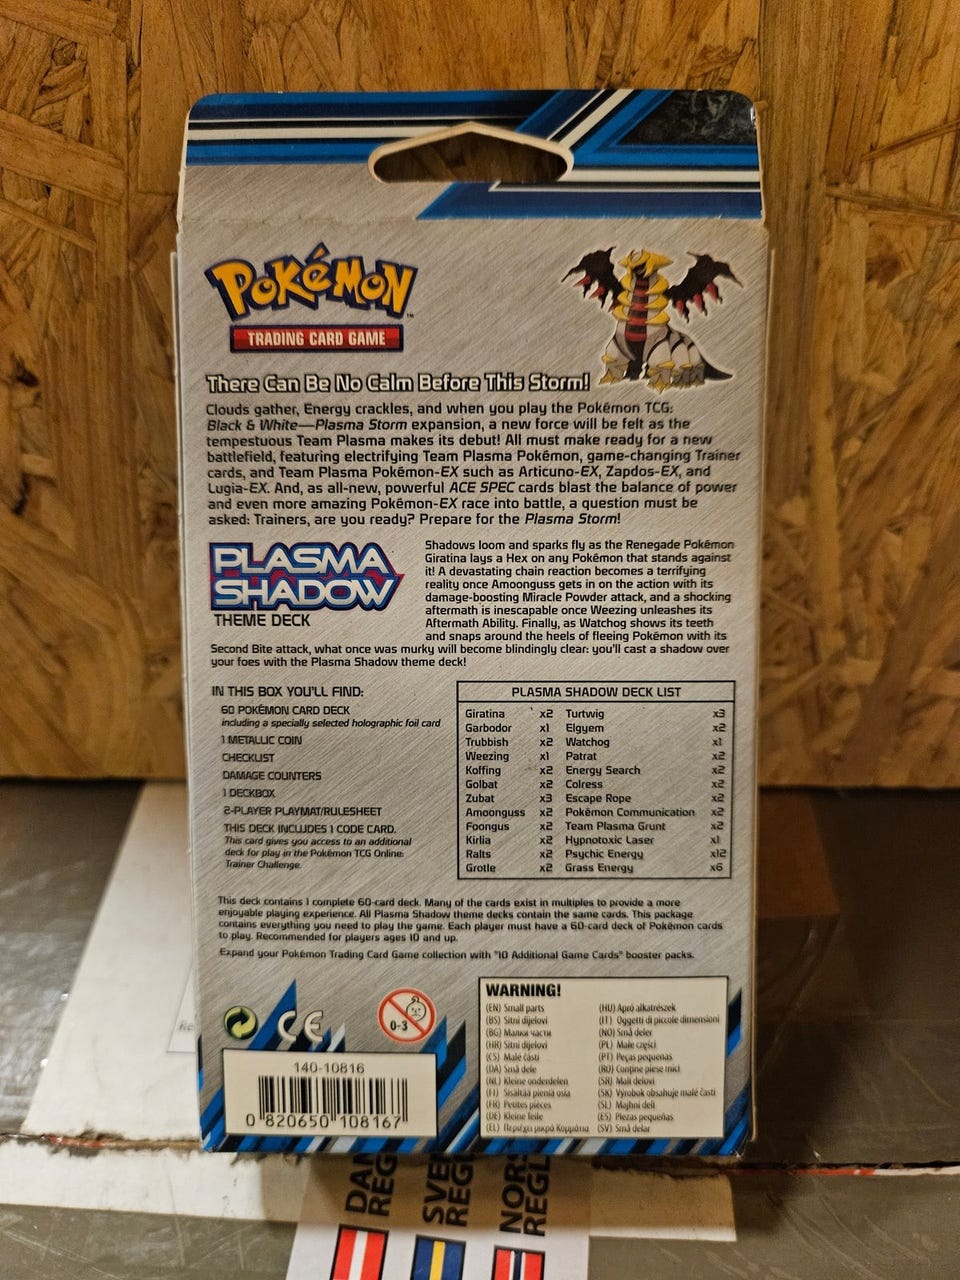 POKéMON
TM
TRADING CARD GAME
There Can Be No Calm Before This Storm!
Clouds gather, Energy crackles, and when you play the Pokémon TCG:
Black & White—Plasma Storm expansion, a new force will be felt as the
tempestuous Team Plasma makes its debut! All must make ready for a new
battlefield, featuring electrifying Team Plasma Pokémon, game-changing Trainer
cards, and Team Plasma Pokémon-EX such as Articuno-EX, Zapdos-EX, and
Lugia-EX. And, as all-new, powerful ACE SPEC cards blast the balance of power
and even more amazing Pokémon-EX race into battle, a question must be
asked: Trainers, are you ready? Prepare for the Plasma Storm!
PLASMA
SHADOW
THEME DECK
Shadows loom and sparks fly as the Renegade Pokémon
Giratina lays a Hex on any Pokémon that stands against
it! A devastating chain reaction becomes a terrifying
reality once Amoonguss gets in on the action with its
damage-boosting Miracle Powder attack, and a shocking
aftermath is inescapable once Weezing unleashes its
Aftermath Ability. Finally, as Watchog shows its teeth
and snaps around the heels of fleeing Pokémon with its
Second Bite attack, what once was murky will become blindingly clear: you'll cast a shadow over
your foes with the Plasma Shadow theme deck!
IN THIS BOX YOU'LL FIND:
60 POKÉMON CARD DECK
including a specially selected holographic foil card
1 METALLIC COIN
CHECKLIST
DAMAGE COUNTERS
1 DECKBOX
2-PLAYER PLAYMAT/RULESHEET
THIS DECK INCLUDES 1 CODE CARD.
This card gives you access to an additional
deck for play in the Pokémon TCG Online:
Trainer Challenge.
PLASMA SHADOW DECK LIST
Giratina x2 Turtwig x3
Garbodor x1 Elgyem x2
Trubbish x2 Watchog x1
Weezing x1 Patrat x2
Koffing x2 Energy Search x2
Golbat x2 Colress x2
Zubat x3 Escape Rope x2
Amoonguss x2 Pokémon Communication x2
Foongus x2 Team Plasma Grunt x2
Kirlia x2 Hypnotoxic Laser x1
Ralts x2 Psychic Energy x12
Grotle x2 Grass Energy x6
This deck contains 1 complete 60-card deck. Many of the cards exist in multiples to provide a more
enjoyable playing experience. All Plasma Shadow theme decks contain the same cards. This package
contains everything you need to play the game. Each player must have a 60-card deck of Pokémon cards
to play. Recommended for players ages 10 and up.
Expand your Pokémon Trading Card Game collection with "10 Additional Game Cards" booster packs.
CE
0-3
140-10816
0 820650 108167
WARNING!
(EN) Small parts
(BS) Sitni dijelovi
(BG) Малки части
(HR) Sitni dijelovi
(CS) Malé části
(DA) Små dele
(NL) Kleine onderdelen
(FI) Sisältää pieniä osia
(FR) Petites pièces
(DE) Kleine Teile
(EL) Περιέχει μικρά Κομμάτια
(HU) Apró alkatrészek
(IT) Oggetti di piccole dimensioni
(NO) Små deler
(PL) Małe części
(PT) Peças pequenas
(RO) Conţine piese mici
(SR) Mali delovi
(SK) Výrobok obsahuje malé časti
(SL) Majhni deli
(ES) Piezas pequeñas
(SV) Små delar
DAN
REGL
SVE
REG
NORS
REGL